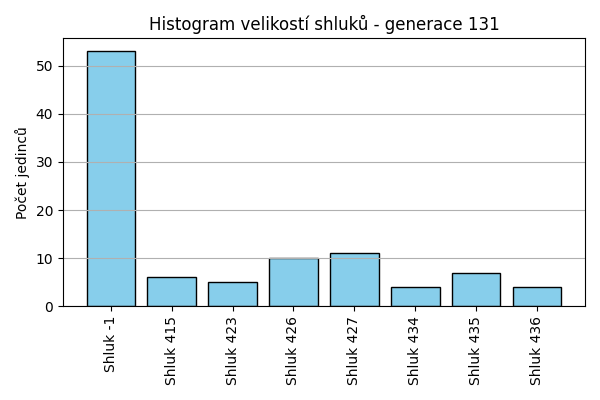 Histogram velikostí shluků - generace 131
Počet jedinců
50
40
30
20
10
0
Shluk -1
Shluk 415
Shluk 423
Shluk 426
Shluk 427
Shluk 434
Shluk 435
Shluk 436